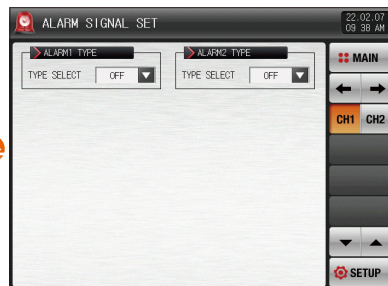 ALARM SIGNAL SET
22.02.07
09 38 AM
ALARM1 TYPE
TYPE SELECT OFF
ALARM2 TYPE
TYPE SELECT OFF
MAIN
CH1 CH2
SETUP